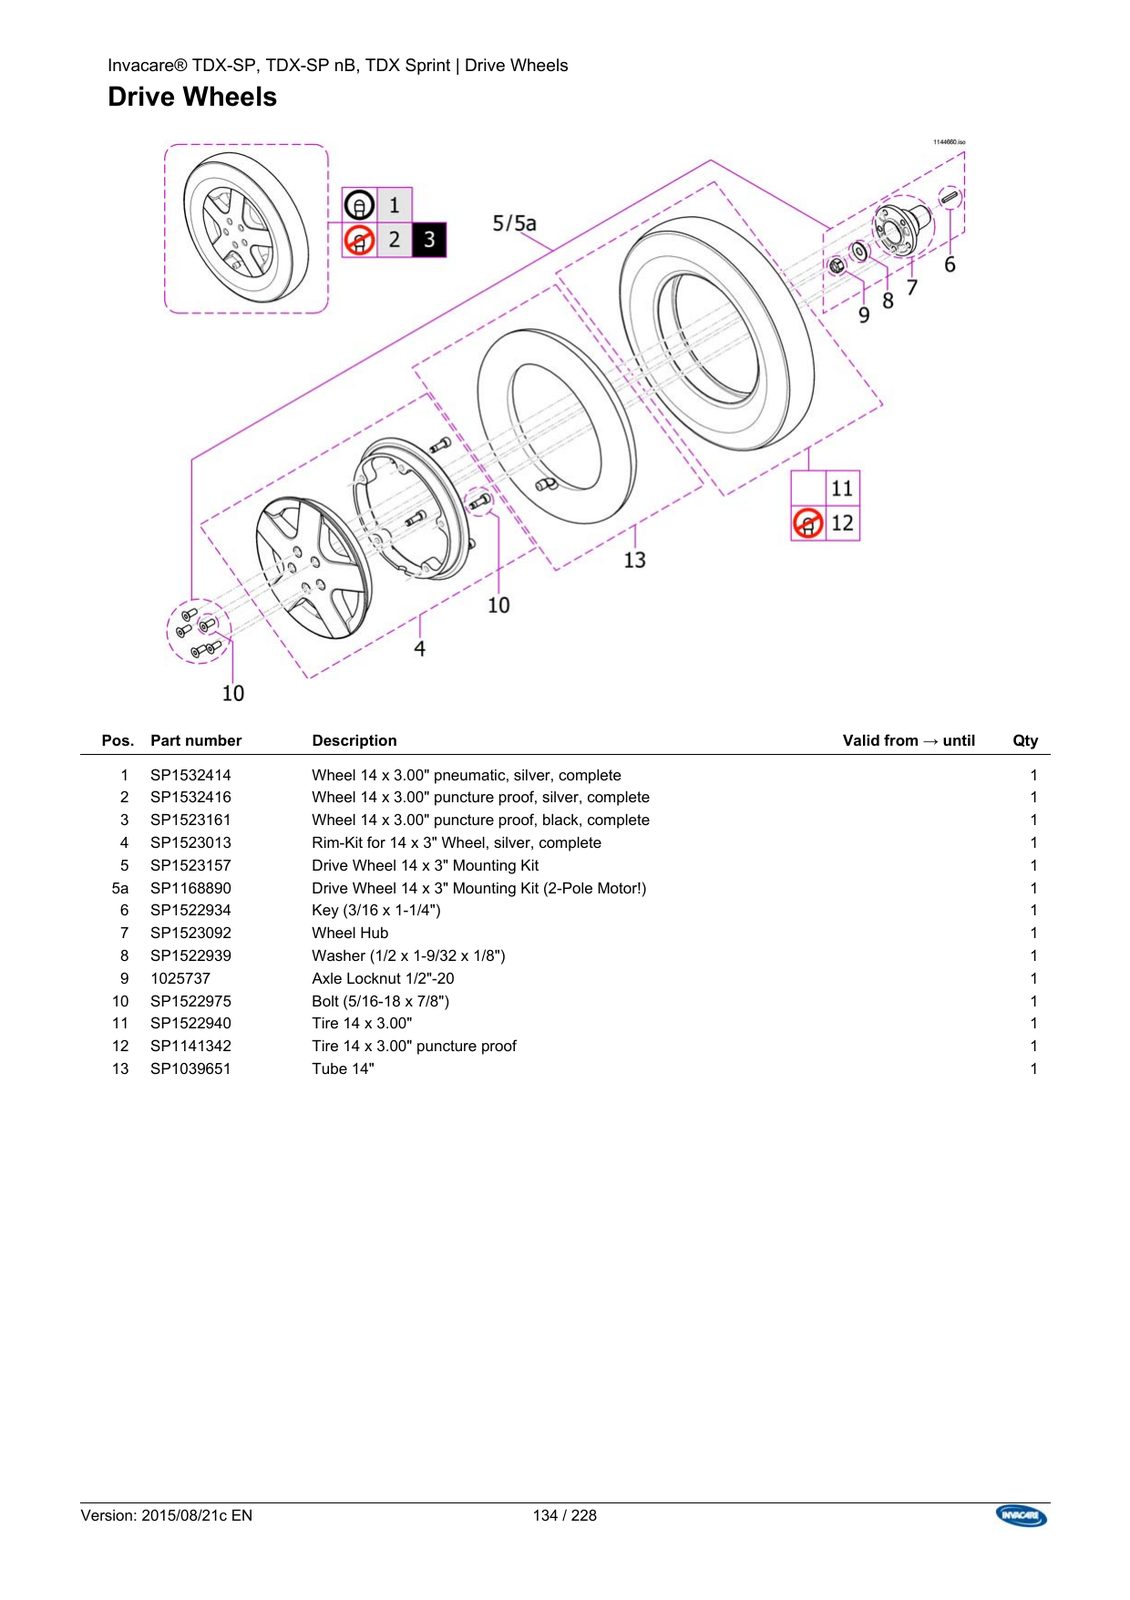 Invacare® TDX-SP, TDX-SP nB, TDX Sprint | Drive Wheels
Drive Wheels
1144660.iso
1
2 3
5/5a
6
7
8
9
11
12
13
10
4
10
Pos. Part number Description Valid from → until Qty
1 SP1532414 Wheel 14 x 3.00" pneumatic, silver, complete 1
2 SP1532416 Wheel 14 x 3.00" puncture proof, silver, complete 1
3 SP1523161 Wheel 14 x 3.00" puncture proof, black, complete 1
4 SP1523013 Rim-Kit for 14 x 3" Wheel, silver, complete 1
5 SP1523157 Drive Wheel 14 x 3" Mounting Kit 1
5a SP1168890 Drive Wheel 14 x 3" Mounting Kit (2-Pole Motor!) 1
6 SP1522934 Key (3/16 x 1-1/4") 1
7 SP1523092 Wheel Hub 1
8 SP1522939 Washer (1/2 x 1-9/32 x 1/8") 1
9 1025737 Axle Locknut 1/2"-20 1
10 SP1522975 Bolt (5/16-18 x 7/8") 1
11 SP1522940 Tire 14 x 3.00" 1
12 SP1141342 Tire 14 x 3.00" puncture proof 1
13 SP1039651 Tube 14" 1
Version: 2015/08/21c EN 134 / 228 INVACARE